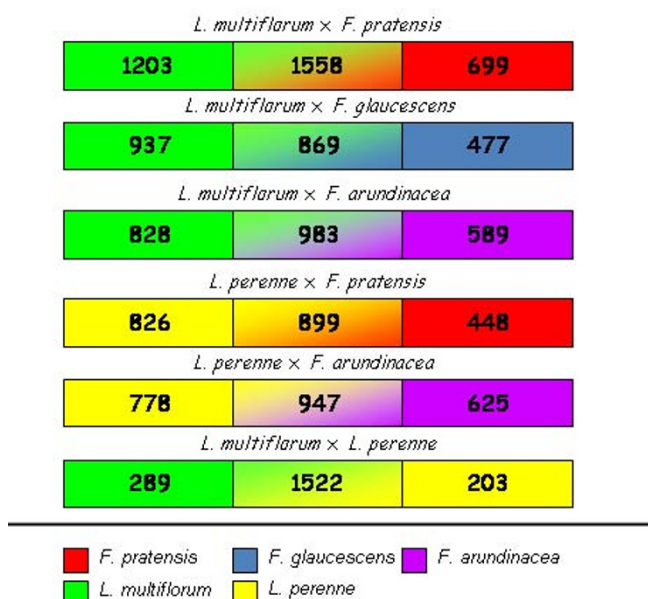 L. multiflorum × F. pratensis
1203 1558 699
L. multiflorum × F. glaucescens
937 869 477
L. multiflorum × F. arundinacea
828 983 589
L. perenne × F. pratensis
826 899 448
L. perenne × F. arundinacea
778 947 625
L. multiflorum × L. perenne
289 1522 203
F. pratensis F. glaucescens F. arundinacea
L. multiflorum L. perenne